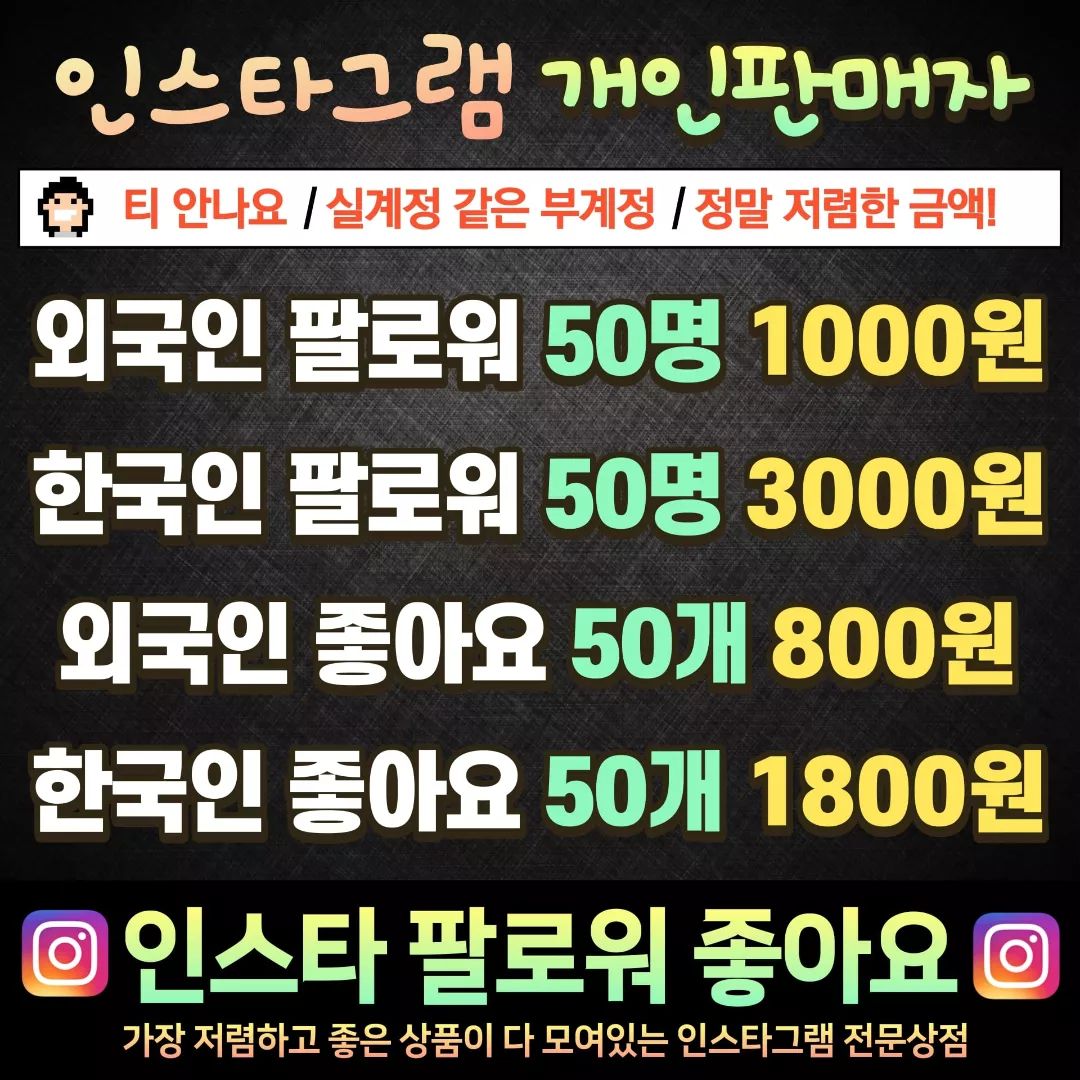 인스타그램 개인판매자
티 안나요 / 실계정 같은 부계정 / 정말 저렴한 금액!
외국인 팔로워 50명 1000원
한국인 팔로워 50명 3000원
외국인 좋아요 50개 800원
한국인 좋아요 50개 1800원
인스타 팔로워 좋아요
가장 저렴하고 좋은 상품이 다 모여있는 인스타그램 전문상점